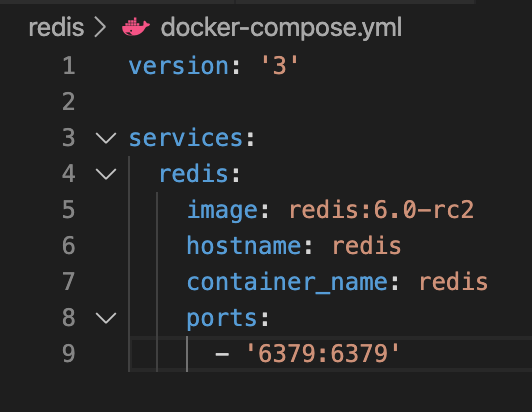 redis > docker-compose.yml
1 version: '3'
2
3 services:
4 redis:
5 image: redis:6.0-rc2
6 hostname: redis
7 container_name: redis
8 ports:
9 - '6379:6379'